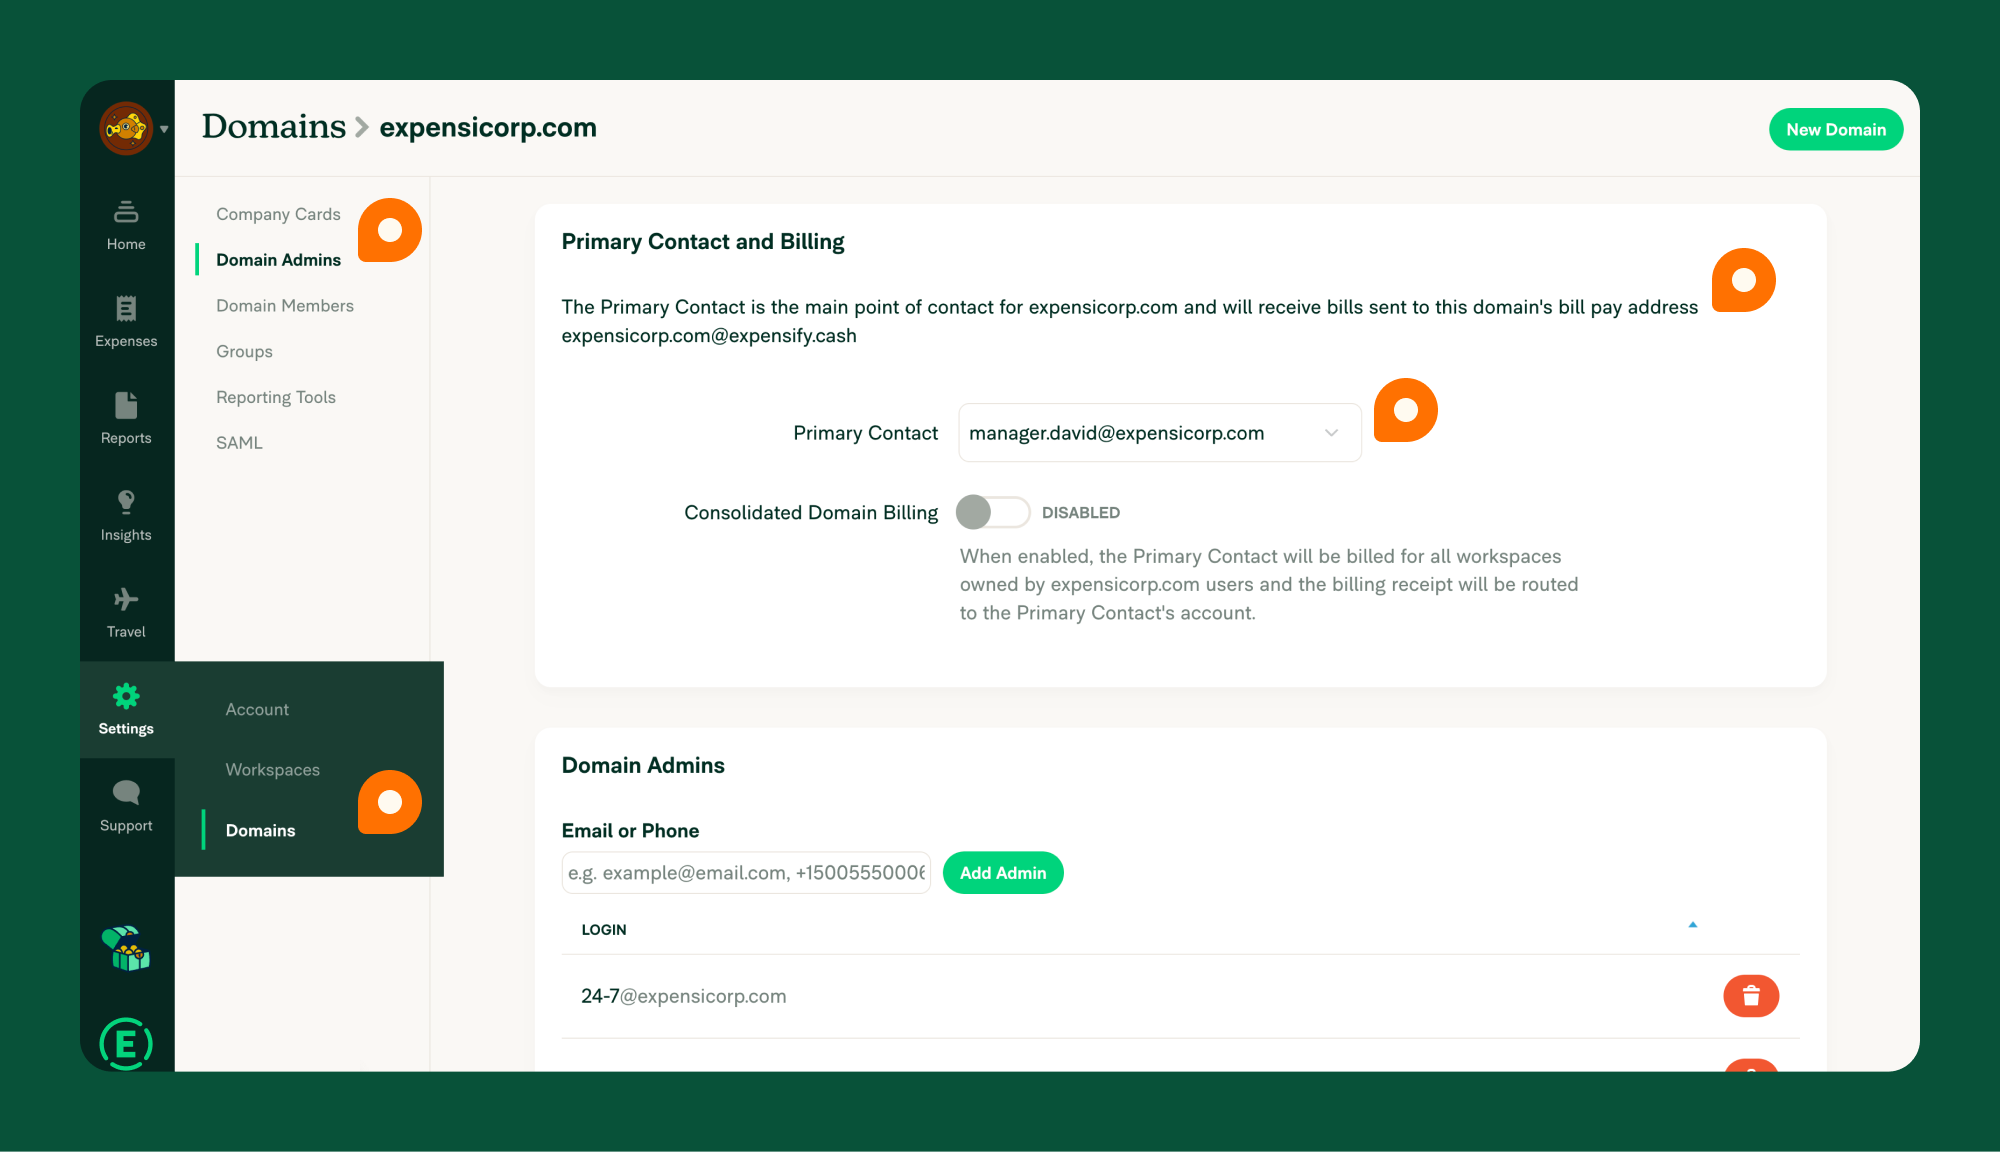 Domains > expensicorp.com
New Domain
Home
Expenses
Reports
Insights
Travel
Settings
Support
Company Cards
Domain Admins
Domain Members
Groups
Reporting Tools
SAML
Account
Workspaces
Domains
Primary Contact and Billing
The Primary Contact is the main point of contact for expensicorp.com and will receive bills sent to this domain's bill pay address
expensicorp.com@expensify.cash
Primary Contact manager.david@expensicorp.com
Consolidated Domain Billing DISABLED
When enabled, the Primary Contact will be billed for all workspaces
owned by expensicorp.com users and the billing receipt will be routed
to the Primary Contact's account.
Domain Admins
Email or Phone
e.g. example@email.com, +15005550006
Add Admin
LOGIN
24-7@expensicorp.com
E